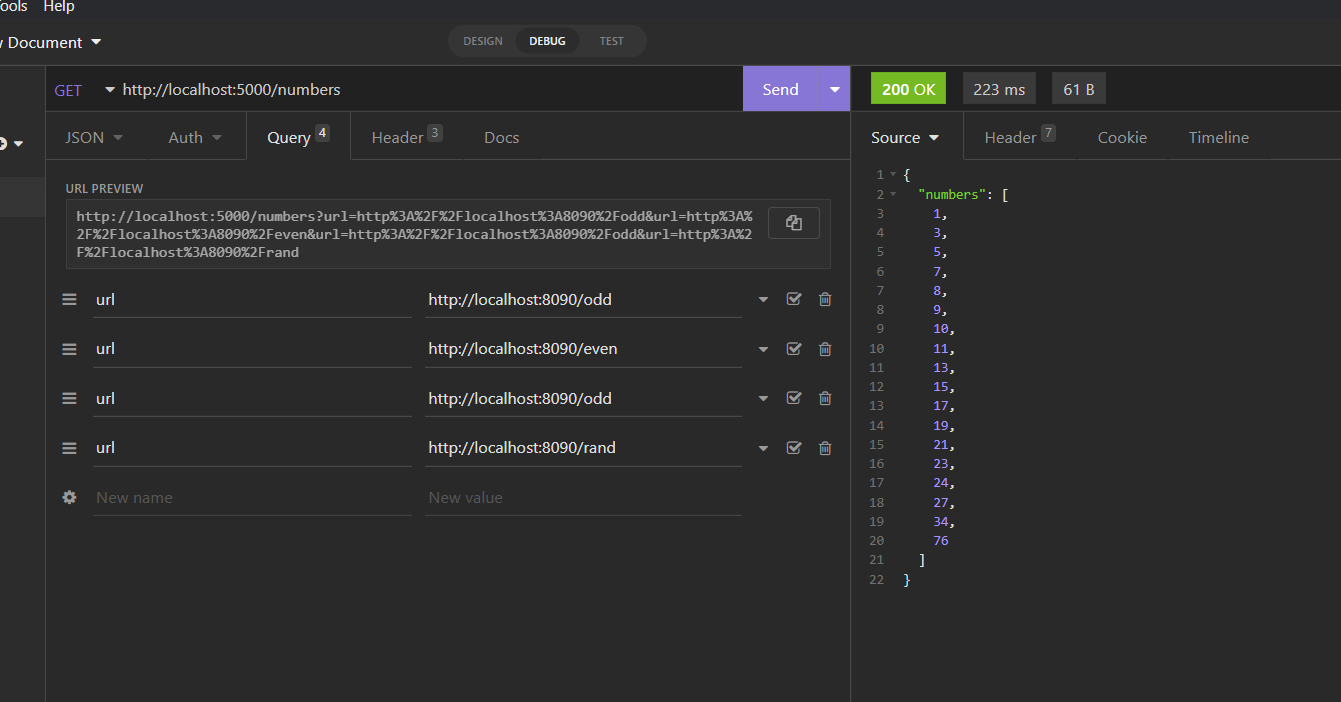 ools Help
Document
DESIGN DEBUG TEST
GET http://localhost:5000/numbers Send 200 OK 223 ms 61 B
JSON Auth Query 4 Header 3 Docs Source Header 7 Cookie Timeline
URL PREVIEW
http://localhost:5000/numbers?url=http%3A%2F%2Flocalhost%3A8090%2Fodd&url=http%3A%
2F%2Flocalhost%3A8090%2Feven&url=http%3A%2F%2Flocalhost%3A8090%2Fodd&url=http%3A%2
F%2Flocalhost%3A8090%2Frand
url http://localhost:8090/odd
url http://localhost:8090/even
url http://localhost:8090/odd
url http://localhost:8090/rand
New name New value
1 {
2 "numbers": [
3 1,
4 3,
5 5,
6 7,
7 8,
8 9,
9 10,
10 11,
11 13,
12 15,
13 17,
14 19,
15 21,
16 23,
17 24,
18 27,
19 34,
20 76
21 ]
22 }